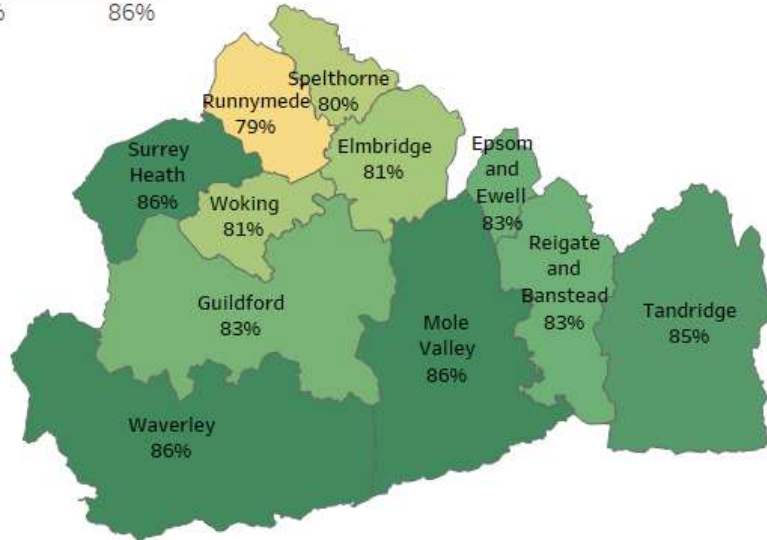 %
86%
Spelthorne
80%
Runnymede
79%
Elmbridge
81%
Epsom
and
Ewell
83%
Surrey
Heath
86%
Woking
81%
Reigate
and
Banstead
83%
Guildford
83%
Mole
Valley
86%
Tandridge
85%
Waverley
86%